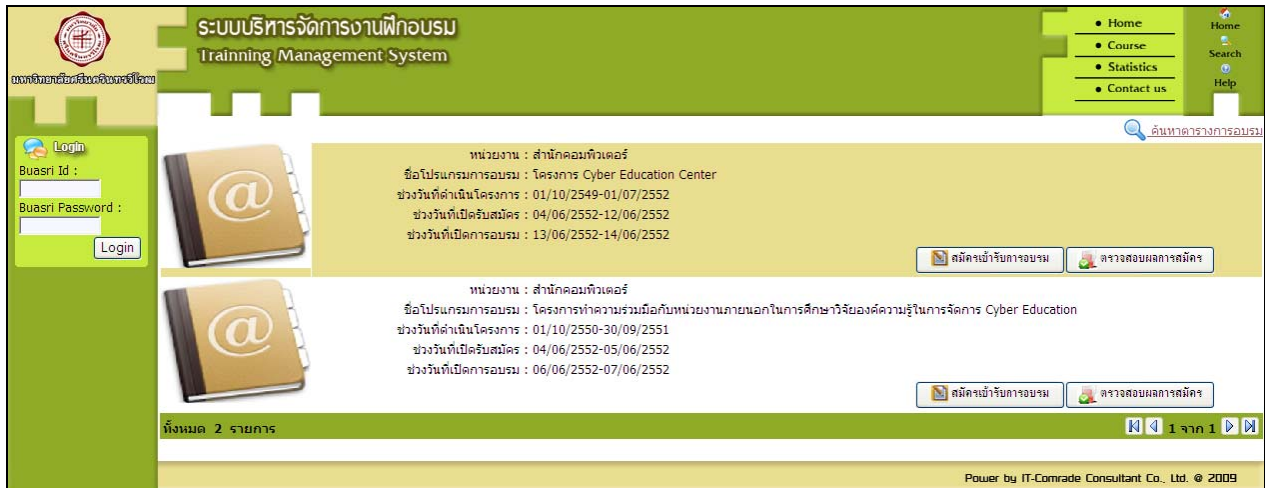 ระบบบริหารจัดการงานฝึกอบรม
Trainning Management System
มหาวิทยาลัยศรีนครินทรวิโรฒ
Home
Course
Statistics
Contact us
Home
Search
Help
ค้นหาตารางการอบรม
Login
Buasri Id :
Buasri Password :
Login
หน่วยงาน : สำนักคอมพิวเตอร์
ชื่อโปรแกรมการอบรม : โครงการ Cyber Education Center
ช่วงวันที่ดำเนินโครงการ : 01/10/2549-01/07/2552
ช่วงวันที่เปิดรับสมัคร : 04/06/2552-12/06/2552
ช่วงวันที่เปิดการอบรม : 13/06/2552-14/06/2552
สมัครเข้ารับการอบรม
ตรวจสอบผลการสมัคร
หน่วยงาน : สำนักคอมพิวเตอร์
ชื่อโปรแกรมการอบรม : โครงการทำความร่วมมือกับหน่วยงานภายนอกในการศึกษาวิจัยองค์ความรู้ในการจัดการ Cyber Education
ช่วงวันที่ดำเนินโครงการ : 01/10/2550-30/09/2551
ช่วงวันที่เปิดรับสมัคร : 04/06/2552-05/06/2552
ช่วงวันที่เปิดการอบรม : 06/06/2552-07/06/2552
สมัครเข้ารับการอบรม
ตรวจสอบผลการสมัคร
ทั้งหมด 2 รายการ
1 จาก 1
Power by IT-Comrade Consultant Co., Ltd. @ 2009